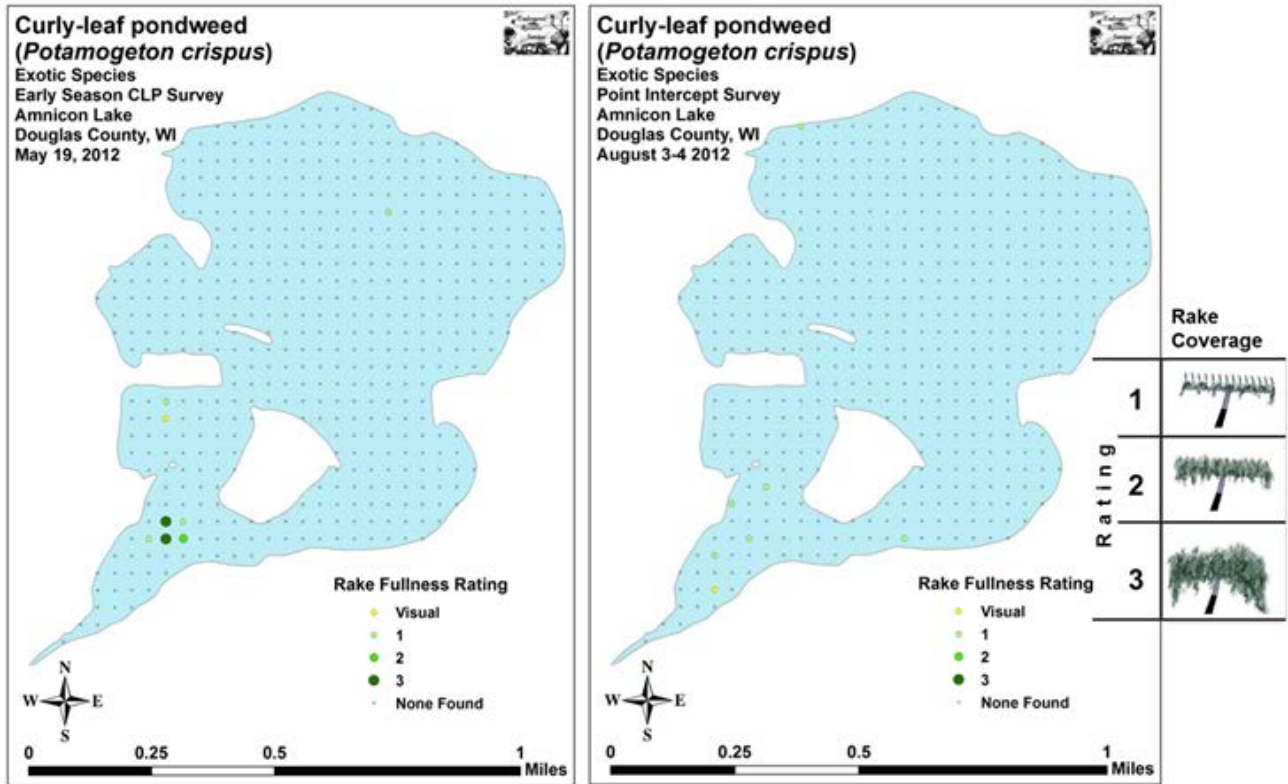 Curly-leaf pondweed
(Potamogeton crispus)
Exotic Species
Early Season CLP Survey
Amnicon Lake
Douglas County, WI
May 19, 2012
Rake Fullness Rating
Visual
1
2
3
None Found
N
W E
S
0 0.25 0.5 1
Miles
Curly-leaf pondweed
(Potamogeton crispus)
Exotic Species
Point Intercept Survey
Amnicon Lake
Douglas County, WI
August 3-4 2012
Rake Fullness Rating
Visual
1
2
3
None Found
N
W E
S
0 0.25 0.5 1
Miles
Rake
Coverage
Rating
1
2
3